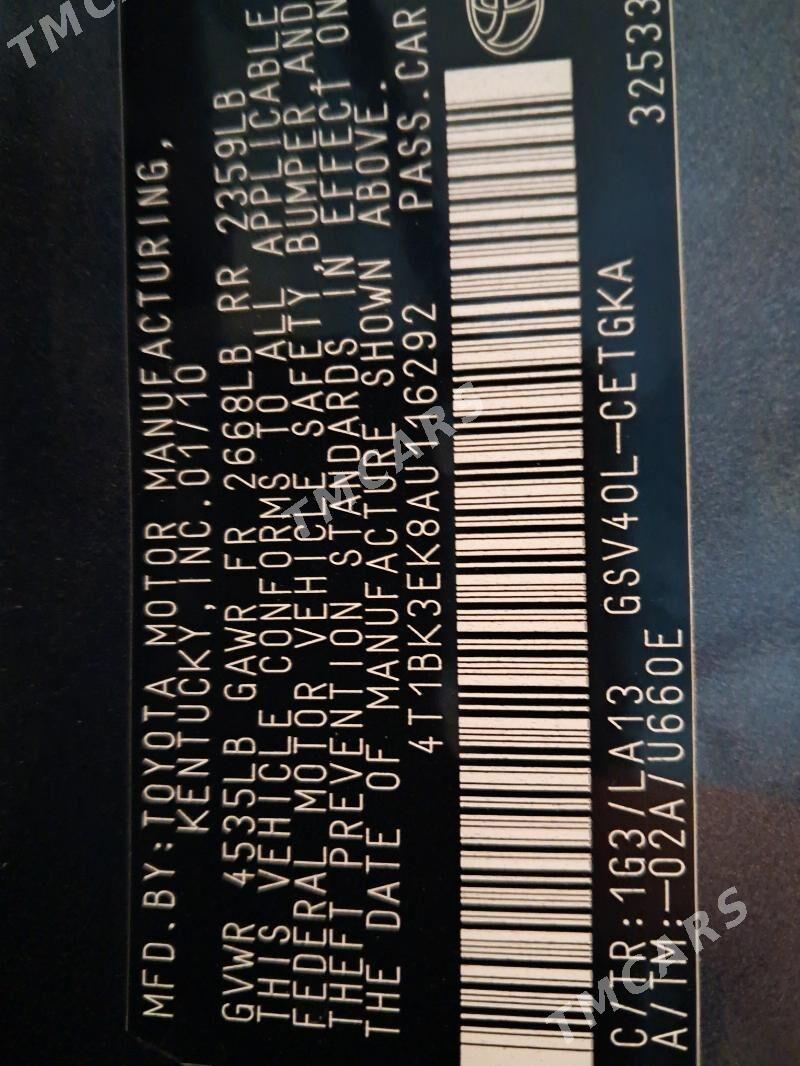 MFD.BY:TOYOTA MOTOR MANUFACTURING,
KENTUCKY,INC.01/10
GVWR 4535LB GAWR FR 2668LB RR 2359LB
THIS VEHICLE CONFORMS TO ALL APPLICABLE
FEDERAL MOTOR VEHICLE SAFETY,BUMPER,AND
THEFT PREVENTION STANDARDS IN EFFECT ON
THE DATE OF MANUFACTURE SHOWN ABOVE.
4T1BK3EK8AU116292 PASS.CAR
C/TR:1G3/LA13 GSV40L-CETGKA 32533
A/TM:-02A/U660E
TMCARS
TMCARS
TMCARS